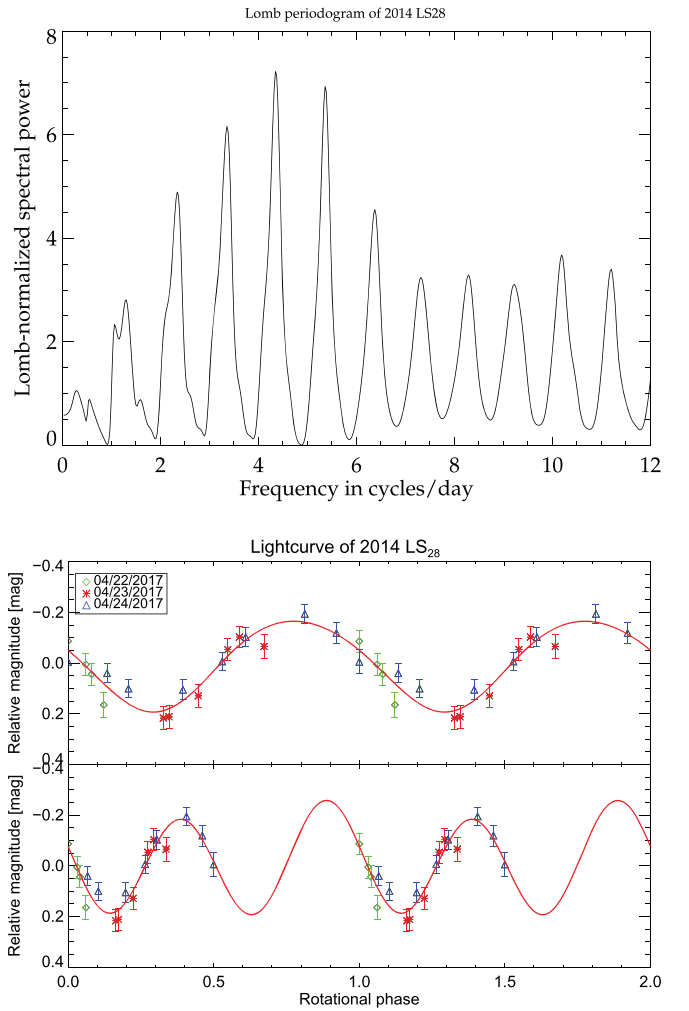 Lomb periodogram of 2014 LS28
8
6
4
2
0
Lomb-normalized spectral power
0 2 4 6 8 10 12
Frequency in cycles/day
Lightcurve of 2014 LS28
−0.4
−0.2
0.0
0.2
0.4
Relative magnitude [mag]
04/22/2017
04/23/2017
04/24/2017
−0.4
−0.2
0.0
0.2
0.4
Relative magnitude [mag]
0.0 0.5 1.0 1.5 2.0
Rotational phase